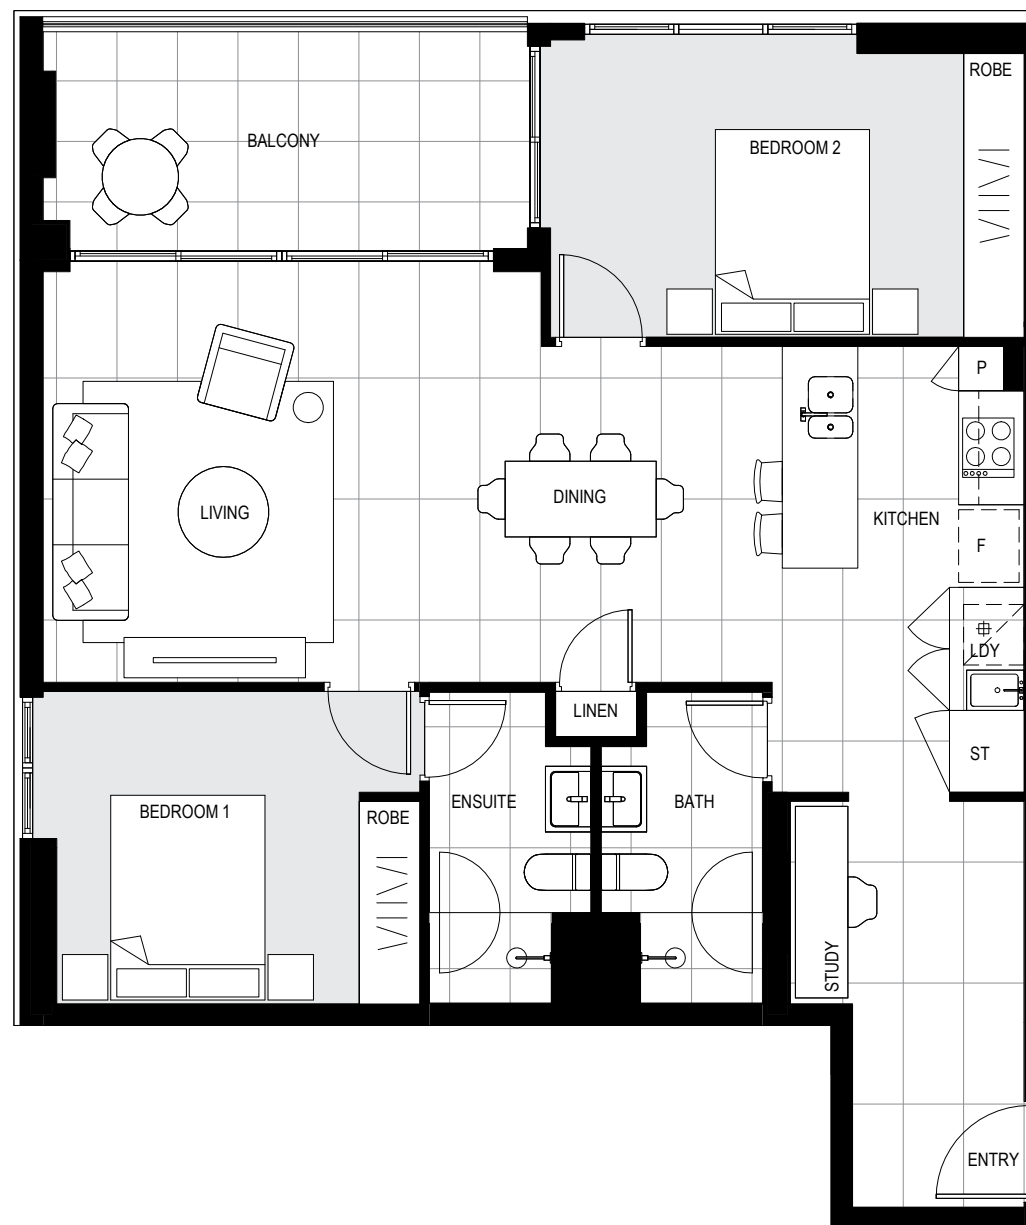 ROBE
BALCONY
BEDROOM 2
P
DINING
LIVING
KITCHEN
F
LDY
LINEN
ST
ENSUITE
BATH
BEDROOM 1
ROBE
STUDY
ENTRY